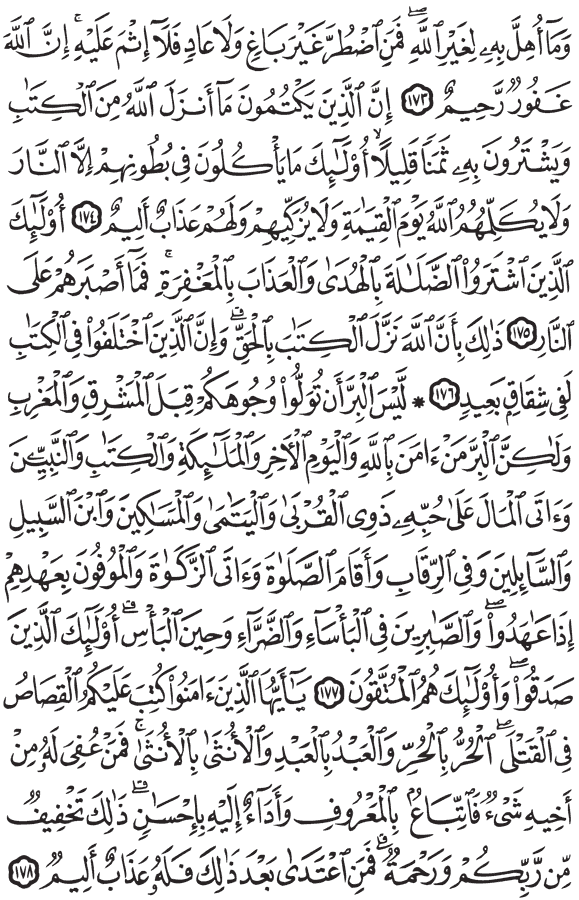 وَمَآ أُهِلَّ بِهِۦ لِغَيْرِ ٱللَّهِۖ فَمَنِ ٱضْطُرَّ غَيْرَ بَاغٍ وَلَا عَادٍ فَلَآ إِثْمَ عَلَيْهِۚ إِنَّ ٱللَّهَ
غَفُورٌ رَّحِيمٌ ١٧٣ إِنَّ ٱلَّذِينَ يَكْتُمُونَ مَآ أَنزَلَ ٱللَّهُ مِنَ ٱلْكِتَٰبِ
وَيَشْتَرُونَ بِهِۦ ثَمَنًا قَلِيلًاۙ أُو۟لَٰٓئِكَ مَا يَأْكُلُونَ فِى بُطُونِهِمْ إِلَّا ٱلنَّارَ
وَلَا يُكَلِّمُهُمُ ٱللَّهُ يَوْمَ ٱلْقِيَٰمَةِ وَلَا يُزَكِّيهِمْ وَلَهُمْ عَذَابٌ أَلِيمٌ ١٧٤ أُو۟لَٰٓئِكَ
ٱلَّذِينَ ٱشْتَرَوُا۟ ٱلضَّلَٰلَةَ بِٱلْهُدَىٰ وَٱلْعَذَابَ بِٱلْمَغْفِرَةِۚ فَمَآ أَصْبَرَهُمْ عَلَى
ٱلنَّارِ ١٧٥ ذَٰلِكَ بِأَنَّ ٱللَّهَ نَزَّلَ ٱلْكِتَٰبَ بِٱلْحَقِّۗ وَإِنَّ ٱلَّذِينَ ٱخْتَلَفُوا۟ فِى ٱلْكِتَٰبِ
لَفِى شِقَاقٍۭ بَعِيدٍ ١٧٦ * لَّيْسَ ٱلْبِرَّ أَن تُوَلُّوا۟ وُجُوهَكُمْ قِبَلَ ٱلْمَشْرِقِ وَٱلْمَغْرِبِ
وَلَٰكِنَّ ٱلْبِرَّ مَنْ ءَامَنَ بِٱللَّهِ وَٱلْيَوْمِ ٱلْءَاخِرِ وَٱلْمَلَٰٓئِكَةِ وَٱلْكِتَٰبِ وَٱلنَّبِيِّۦنَ
وَءَاتَى ٱلْمَالَ عَلَىٰ حُبِّهِۦ ذَوِى ٱلْقُرْبَىٰ وَٱلْيَتَٰمَىٰ وَٱلْمَسَٰكِينَ وَٱبْنَ ٱلسَّبِيلِ
وَٱلسَّآئِلِينَ وَفِى ٱلرِّقَابِ وَأَقَامَ ٱلصَّلَوٰةَ وَءَاتَى ٱلزَّكَوٰةَ وَٱلْمُوفُونَ بِعَهْدِهِمْ
إِذَا عَٰهَدُوا۟ۖ وَٱلصَّٰبِرِينَ فِى ٱلْبَأْسَآءِ وَٱلضَّرَّآءِ وَحِينَ ٱلْبَأْسِۗ أُو۟لَٰٓئِكَ ٱلَّذِينَ
صَدَقُوا۟ۖ وَأُو۟لَٰٓئِكَ هُمُ ٱلْمُتَّقُونَ ١٧٧ يَٰٓأَيُّهَا ٱلَّذِينَ ءَامَنُوا۟ كُتِبَ عَلَيْكُمُ ٱلْقِصَاصُ
فِى ٱلْقَتْلَىۖ ٱلْحُرُّ بِٱلْحُرِّ وَٱلْعَبْدُ بِٱلْعَبْدِ وَٱلْأُنثَىٰ بِٱلْأُنثَىٰۚ فَمَنْ عُفِىَ لَهُۥ مِنْ
أَخِيهِ شَىْءٌ فَٱتِّبَاعٌۢ بِٱلْمَعْرُوفِ وَأَدَآءٌ إِلَيْهِ بِإِحْسَٰنٍۗ ذَٰلِكَ تَخْفِيفٌ
مِّن رَّبِّكُمْ وَرَحْمَةٌۗ فَمَنِ ٱعْتَدَىٰ بَعْدَ ذَٰلِكَ فَلَهُۥ عَذَابٌ أَلِيمٌ ١٧٨